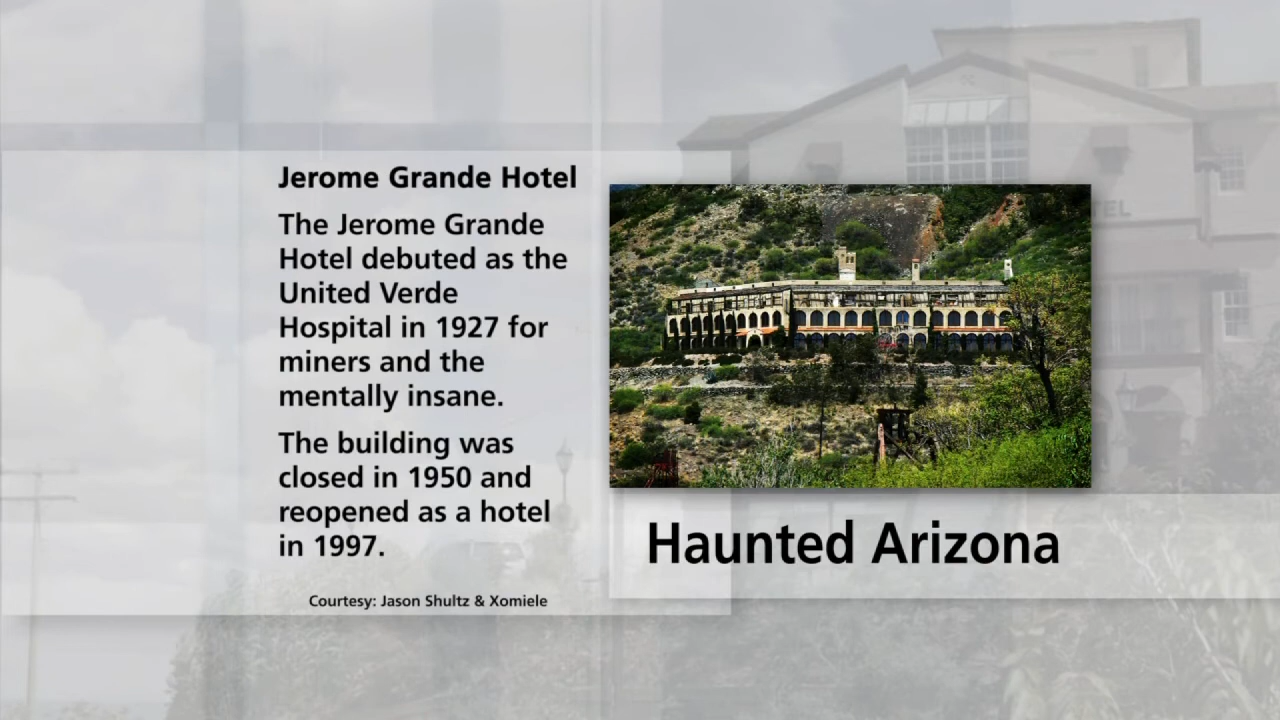 Jerome Grande Hotel
The Jerome Grande
Hotel debuted as the
United Verde
Hospital in 1927 for
miners and the
mentally insane.
The building was
closed in 1950 and
reopened as a hotel
in 1997.
Courtesy: Jason Shultz & Xomiele
Haunted Arizona